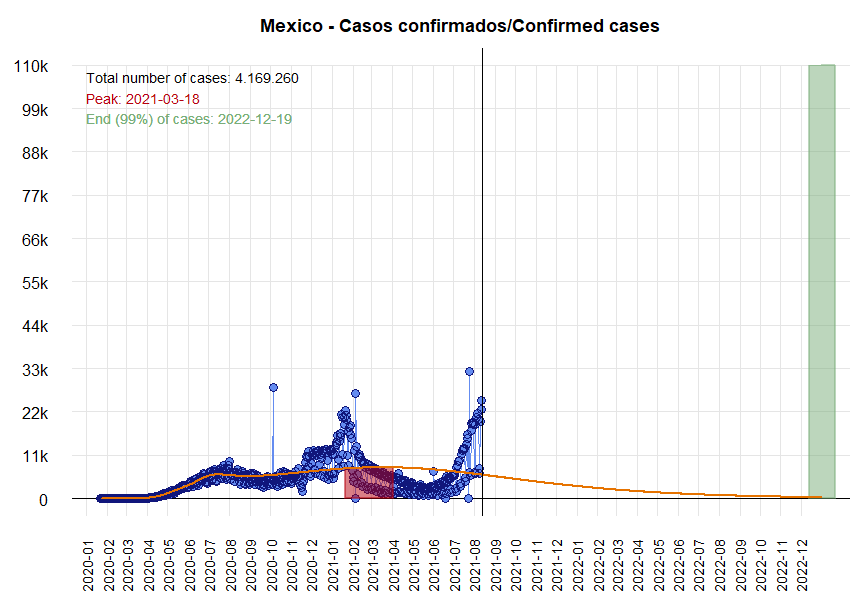 Mexico - Casos confirmados/Confirmed cases
Total number of cases: 4.169.260
Peak: 2021-03-18
End (99%) of cases: 2022-12-19
110k
99k
88k
77k
66k
55k
44k
33k
22k
11k
0
2020-01
2020-02
2020-03
2020-04
2020-05
2020-06
2020-07
2020-08
2020-09
2020-10
2020-11
2020-12
2021-01
2021-02
2021-03
2021-04
2021-05
2021-06
2021-07
2021-08
2021-09
2021-10
2021-11
2021-12
2022-01
2022-02
2022-03
2022-04
2022-05
2022-06
2022-07
2022-08
2022-09
2022-10
2022-11
2022-12